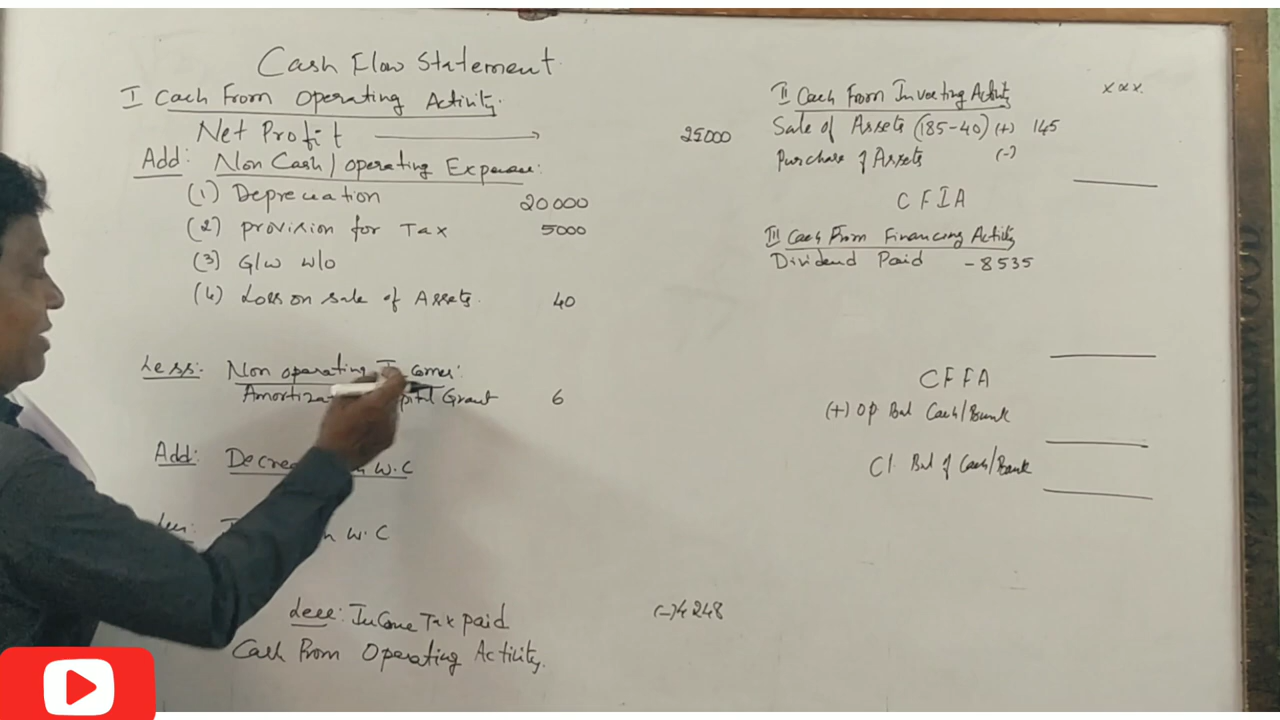 Cash Flow Statement
I Cash From Operating Activity.
Net Profit 25000
Add: Non Cash/operating Expense:
(1) Depreciation 20000
(2) provision for Tax 5000
(3) G/w w/o
(4) Loss on sale of Assets. 40
Less:- Non operating Incomes:
Capital Grant 6
Add: W.C
W.C
Less: InCome Tax paid (-)4248
Cash From Operating Activity.
II Cash From Investing Activity xxx.
Sale of Assets (185-40) (+) 145
Purchase of Assets (-)
CFIA
III Cash From Financing Activity
Dividend Paid -8535
CFFA
(+) Op Bal Cash/Bank
Cl. Bal of Cash/Bank